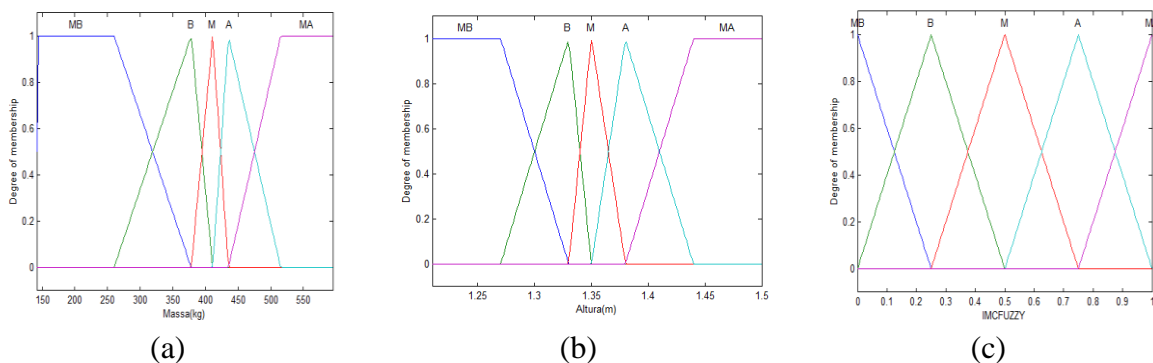 MB B M A MA
Degree of membership
1
0.8
0.6
0.4
0.2
0
150 200 250 300 350 400 450 500 550
Massa(kg)
(a)
MB B M A MA
Degree of membership
1
0.8
0.6
0.4
0.2
0
1.25 1.3 1.35 1.4 1.45 1.5
Altura(m)
(b)
MB B M A M
Degree of membership
1
0.8
0.6
0.4
0.2
0
0 0.1 0.2 0.3 0.4 0.5 0.6 0.7 0.8 0.9 1
IMCFUZZY
(c)